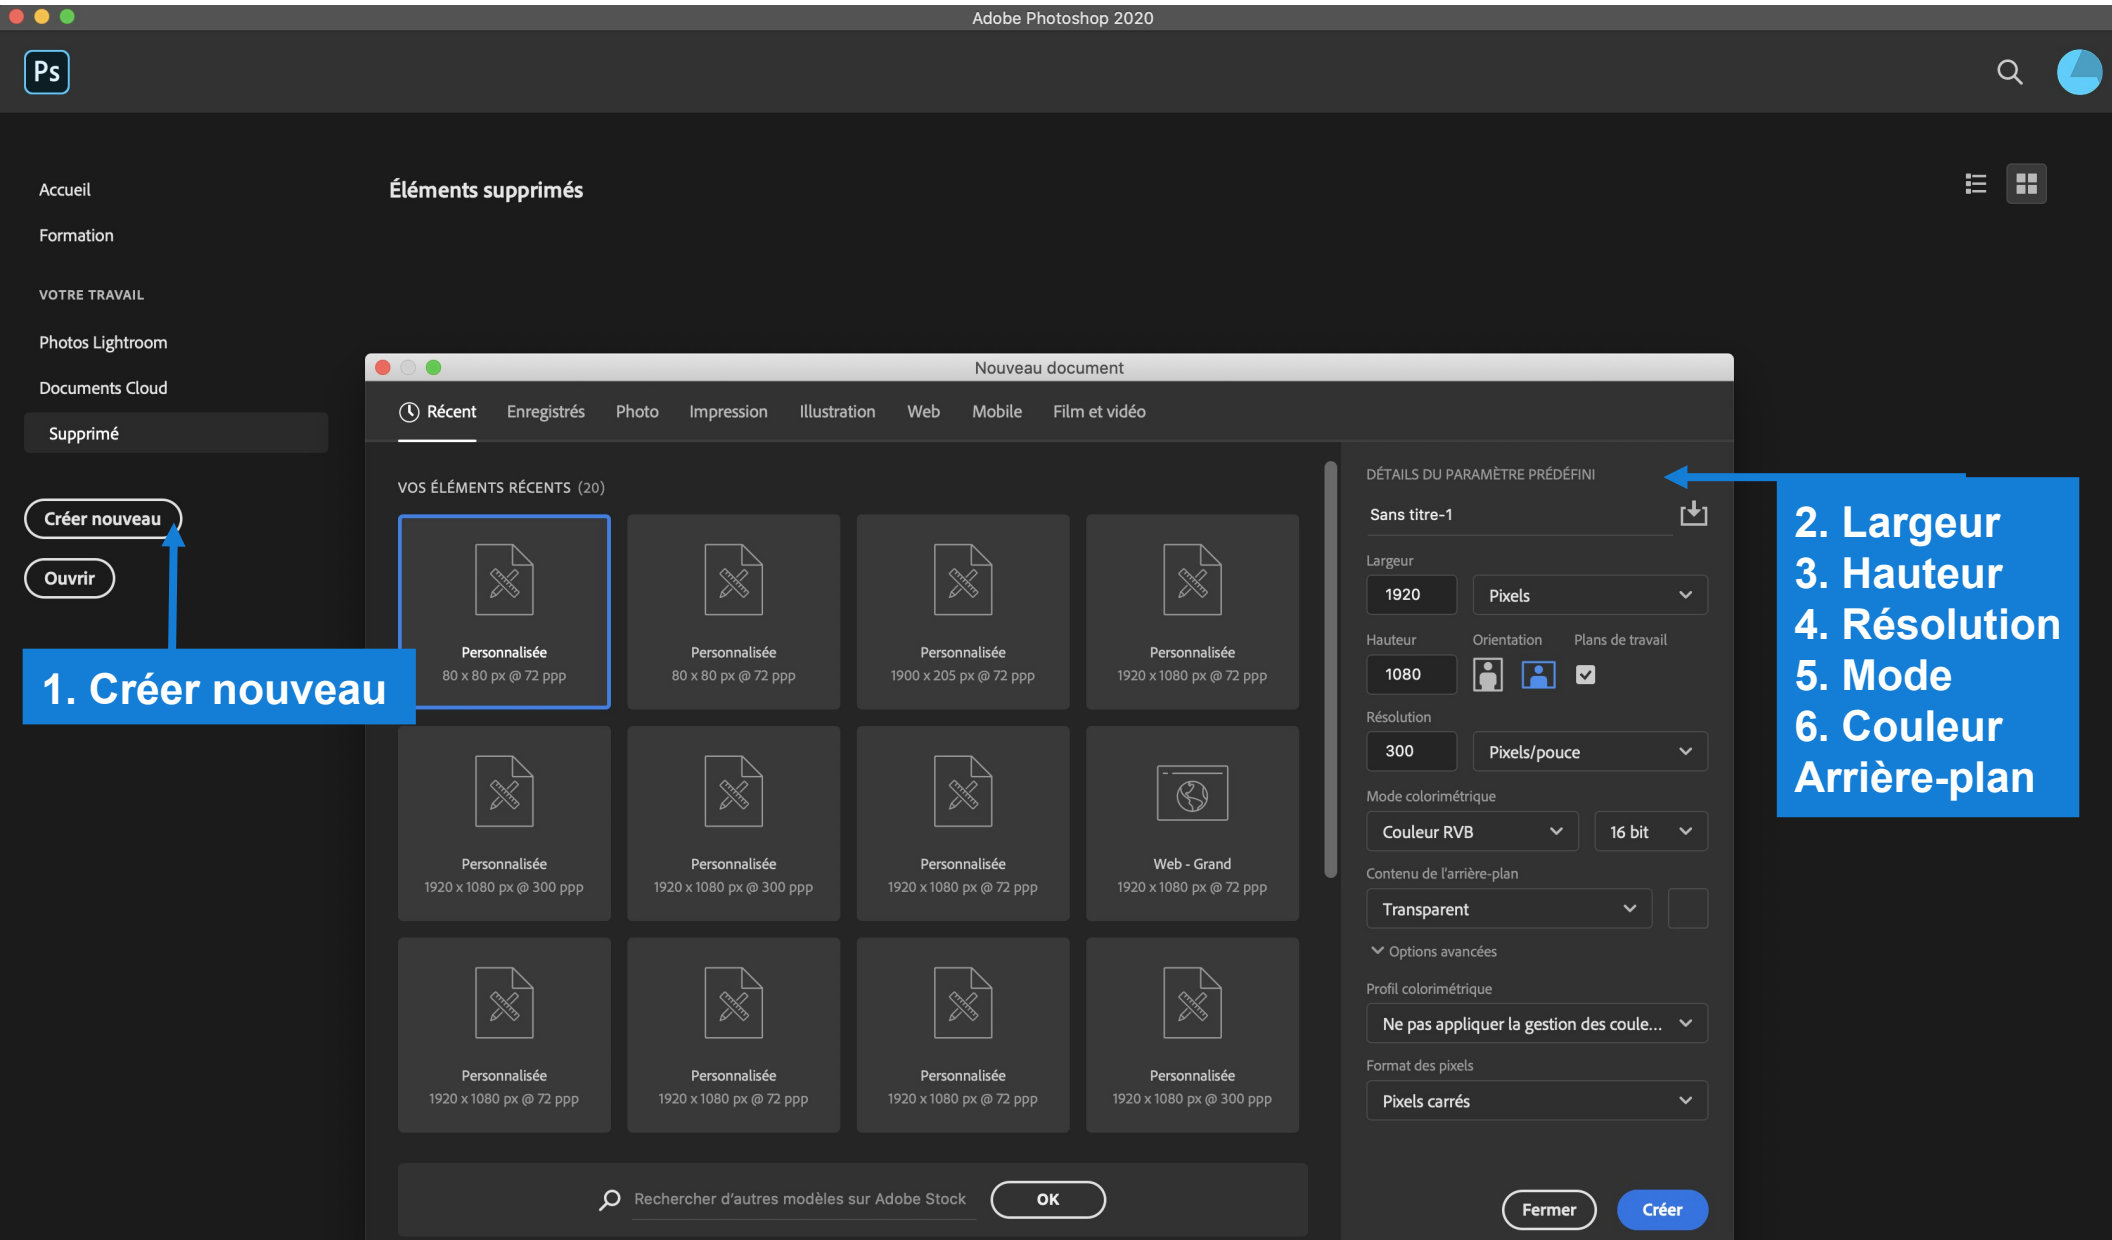 Adobe Photoshop 2020
Ps
Accueil
Formation
VOTRE TRAVAIL
Photos Lightroom
Documents Cloud
Supprimé
Créer nouveau
Ouvrir
1. Créer nouveau
Éléments supprimés
Nouveau document
Récent Enregistrés Photo Impression Illustration Web Mobile Film et vidéo
VOS ÉLÉMENTS RÉCENTS (20)
Personnalisée Personnalisée Personnalisée Personnalisée
80 x 80 px @ 72 ppp 80 x 80 px @ 72 ppp 1900 x 205 px @ 72 ppp 1920 x 1080 px @ 72 ppp
Personnalisée Personnalisée Personnalisée Web - Grand
1920 x 1080 px @ 300 ppp 1920 x 1080 px @ 300 ppp 1920 x 1080 px @ 72 ppp 1920 x 1080 px @ 72 ppp
Personnalisée Personnalisée Personnalisée Personnalisée
1920 x 1080 px @ 72 ppp 1920 x 1080 px @ 72 ppp 1920 x 1080 px @ 72 ppp 1920 x 1080 px @ 300 ppp
Rechercher d'autres modèles sur Adobe Stock OK
DÉTAILS DU PARAMÈTRE PRÉDÉFINI
Sans titre-1
Largeur
1920 Pixels
Hauteur Orientation Plans de travail
1080
Résolution
300 Pixels/pouce
Mode colorimétrique
Couleur RVB 16 bit
Contenu de l'arrière-plan
Transparent
Options avancées
Profil colorimétrique
Ne pas appliquer la gestion des coule...
Format des pixels
Pixels carrés
Fermer Créer
2. Largeur
3. Hauteur
4. Résolution
5. Mode
6. Couleur
Arrière-plan